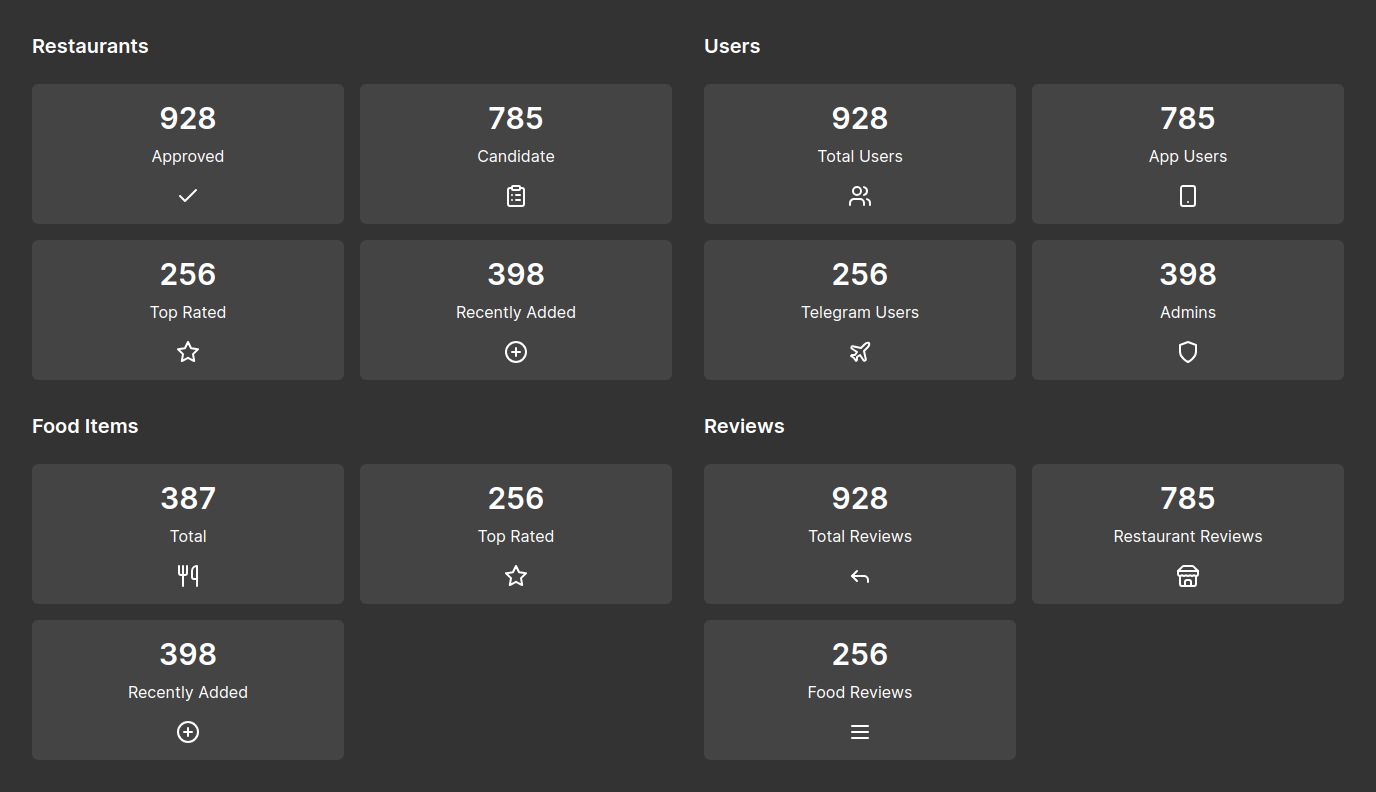 Restaurants
928
Approved
785
Candidate
256
Top Rated
398
Recently Added
Users
928
Total Users
785
App Users
256
Telegram Users
398
Admins
Food Items
387
Total
256
Top Rated
398
Recently Added
Reviews
928
Total Reviews
785
Restaurant Reviews
256
Food Reviews